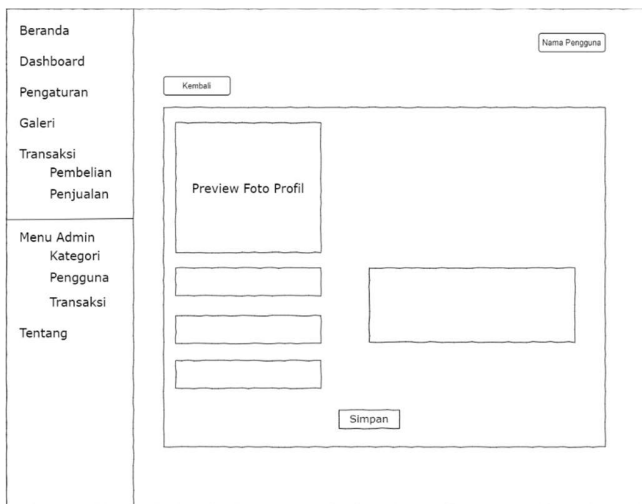 Beranda
Dashboard
Pengaturan
Galeri
Transaksi
Pembelian
Penjualan
Menu Admin
Kategori
Pengguna
Transaksi
Tentang
Nama Pengguna
Kembali
Preview Foto Profil
Simpan